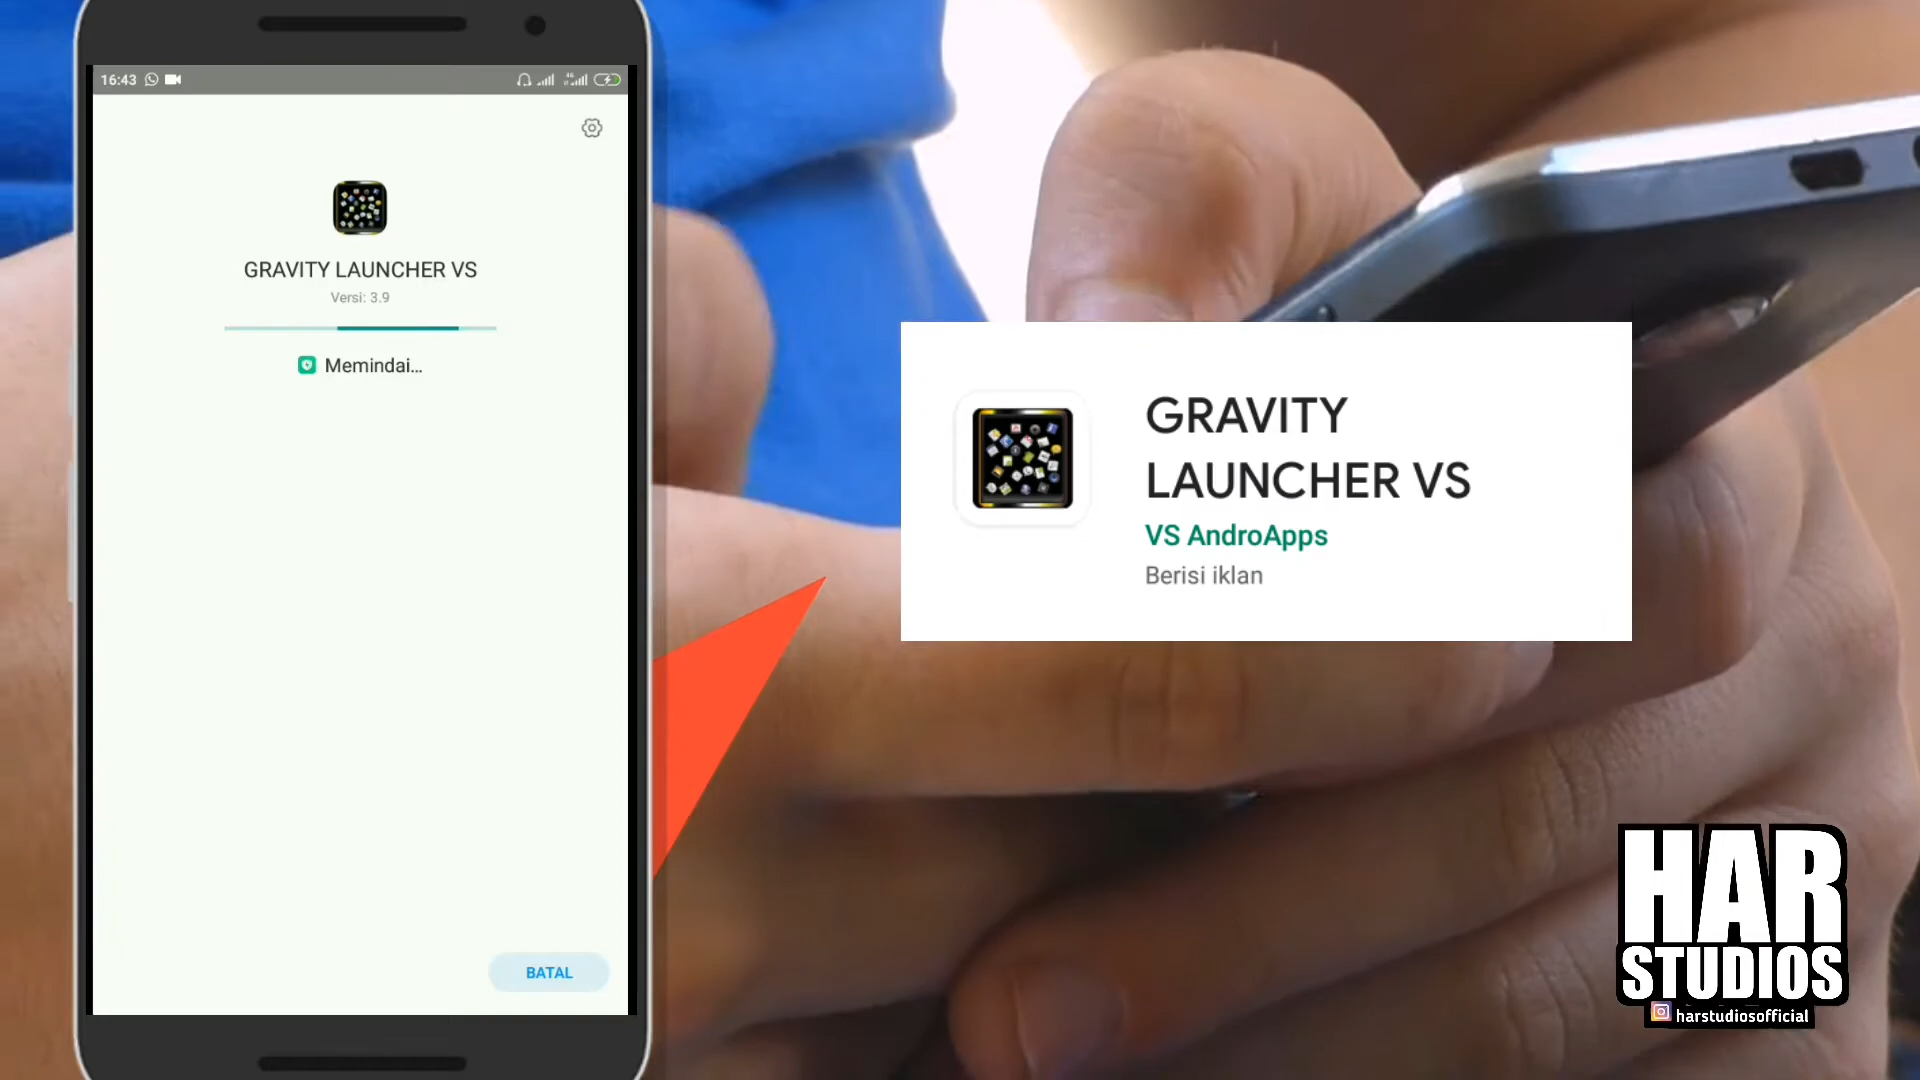 16:43
GRAVITY LAUNCHER VS
Versi: 3.9
Memindai...
BATAL
GRAVITY
LAUNCHER VS
VS AndroApps
Berisi iklan
HAR
STUDIOS
harstudiosofficial